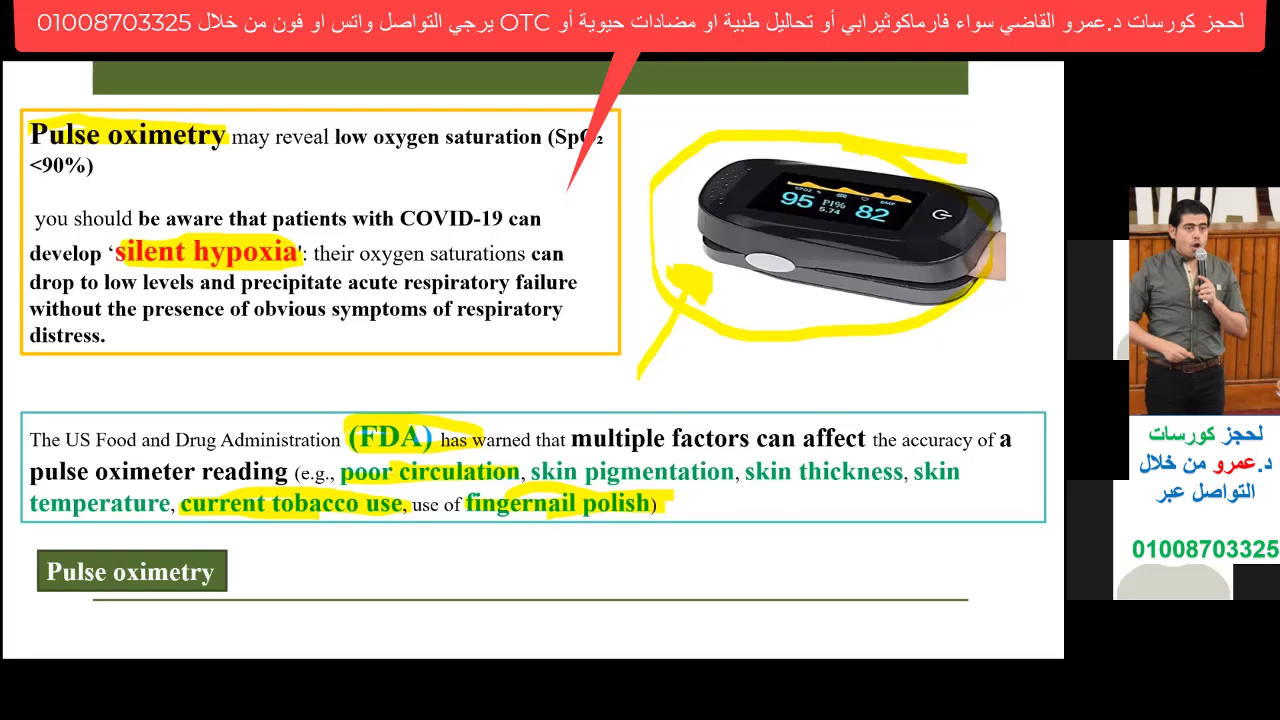 لحجز كورسات د.عمرو القاضي سواء فارماكوثيرابي أو تحاليل طبية او مضادات حيوية أو OTC يرجي التواصل واتس او فون من خلال 01008703325
Pulse oximetry may reveal low oxygen saturation (SpO₂
<90%)
you should be aware that patients with COVID-19 can
develop ‘silent hypoxia': their oxygen saturations can
drop to low levels and precipitate acute respiratory failure
without the presence of obvious symptoms of respiratory
distress.
SPO2 %
PI%
BPM
95
5.74
82
The US Food and Drug Administration (FDA) has warned that multiple factors can affect the accuracy of a
pulse oximeter reading (e.g., poor circulation, skin pigmentation, skin thickness, skin
temperature, current tobacco use, use of fingernail polish)
Pulse oximetry
لحجز كورسات
د.عمرو من خلال
التواصل عبر
01008703325